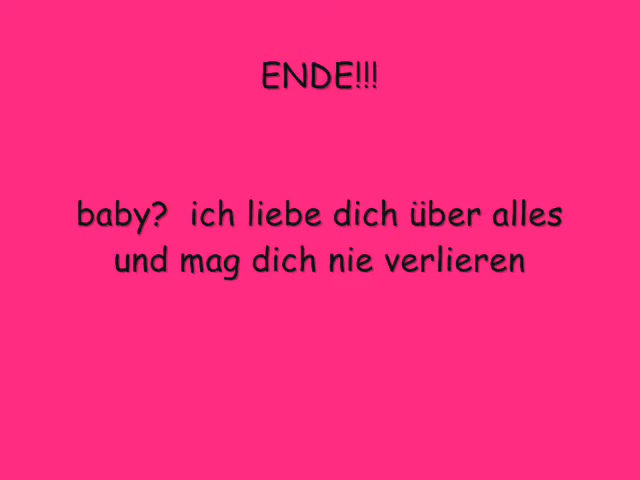 ENDE!!!
baby?  ich liebe dich über alles
und mag dich nie verlieren